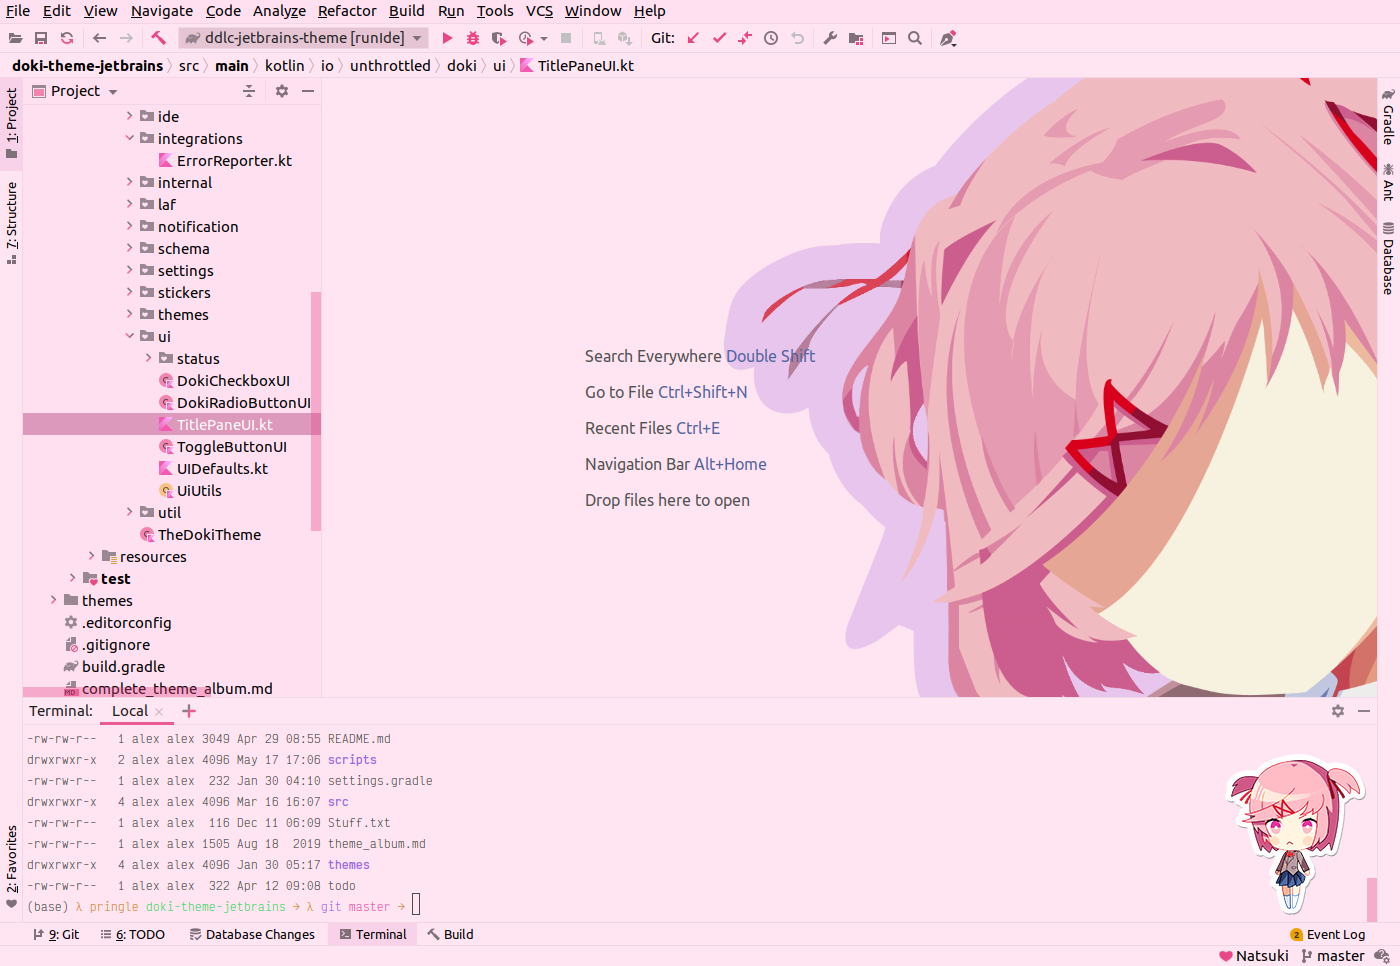 File Edit View Navigate Code Analyze Refactor Build Run Tools VCS Window Help
ddlc-jetbrains-theme [runIde] Git:
doki-theme-jetbrains src main kotlin io unthrottled doki ui TitlePaneUI.kt
1: Project
7: Structure
2: Favorites
Project
ide
integrations
ErrorReporter.kt
internal
laf
notification
schema
settings
stickers
themes
ui
status
DokiCheckboxUI
DokiRadioButtonUI
TitlePaneUI.kt
ToggleButtonUI
UIDefaults.kt
UiUtils
util
TheDokiTheme
resources
test
themes
.editorconfig
.gitignore
build.gradle
MD complete_theme_album.md
Search Everywhere Double Shift
Go to File Ctrl+Shift+N
Recent Files Ctrl+E
Navigation Bar Alt+Home
Drop files here to open
Gradle
Ant
Database
Terminal: Local
-rw-rw-r-- 1 alex alex 3049 Apr 29 08:55 README.md
drwxrwxr-x 2 alex alex 4096 May 17 17:06 scripts
-rw-rw-r-- 1 alex alex 232 Jan 30 04:10 settings.gradle
drwxrwxr-x 4 alex alex 4096 Mar 16 16:07 src
-rw-rw-r-- 1 alex alex 116 Dec 11 06:09 Stuff.txt
-rw-rw-r-- 1 alex alex 1505 Aug 18 2019 theme_album.md
drwxrwxr-x 4 alex alex 4096 Jan 30 05:17 themes
-rw-rw-r-- 1 alex alex 322 Apr 12 09:08 todo
(base) λ pringle doki-theme-jetbrains → λ git master →
9: Git 6: TODO Database Changes Terminal Build 2 Event Log
Natsuki master